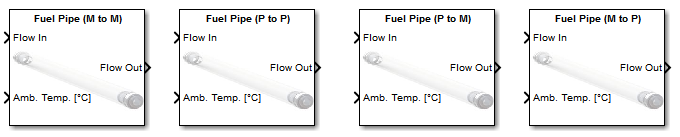 Fuel Pipe (M to M)
Flow In
Flow Out
Amb. Temp. [°C]
Fuel Pipe (P to P)
Flow In
Flow Out
Amb. Temp. [°C]
Fuel Pipe (P to M)
Flow In
Flow Out
Amb. Temp. [°C]
Fuel Pipe (M to P)
Flow In
Flow Out
Amb. Temp. [°C]